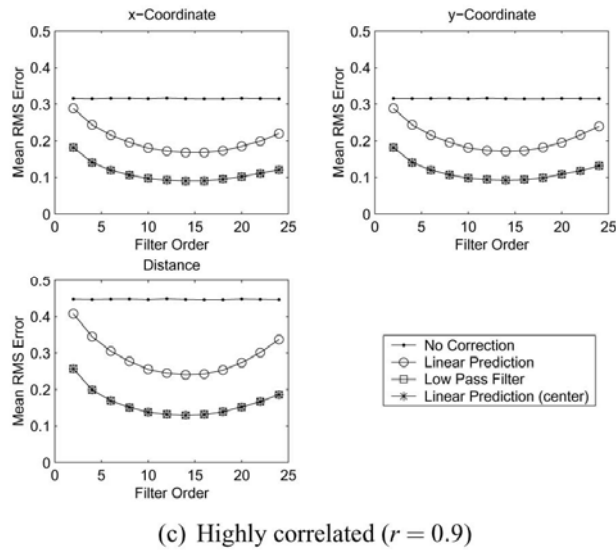 x-Coordinate
0.5
0.4
0.3
0.2
0.1
0
Mean RMS Error
0 5 10 15 20 25
Filter Order
y-Coordinate
0.5
0.4
0.3
0.2
0.1
0
Mean RMS Error
0 5 10 15 20 25
Filter Order
Distance
0.5
0.4
0.3
0.2
0.1
0
Mean RMS Error
0 5 10 15 20 25
Filter Order
No Correction
Linear Prediction
Low Pass Filter
Linear Prediction (center)
(c) Highly correlated (r = 0.9)